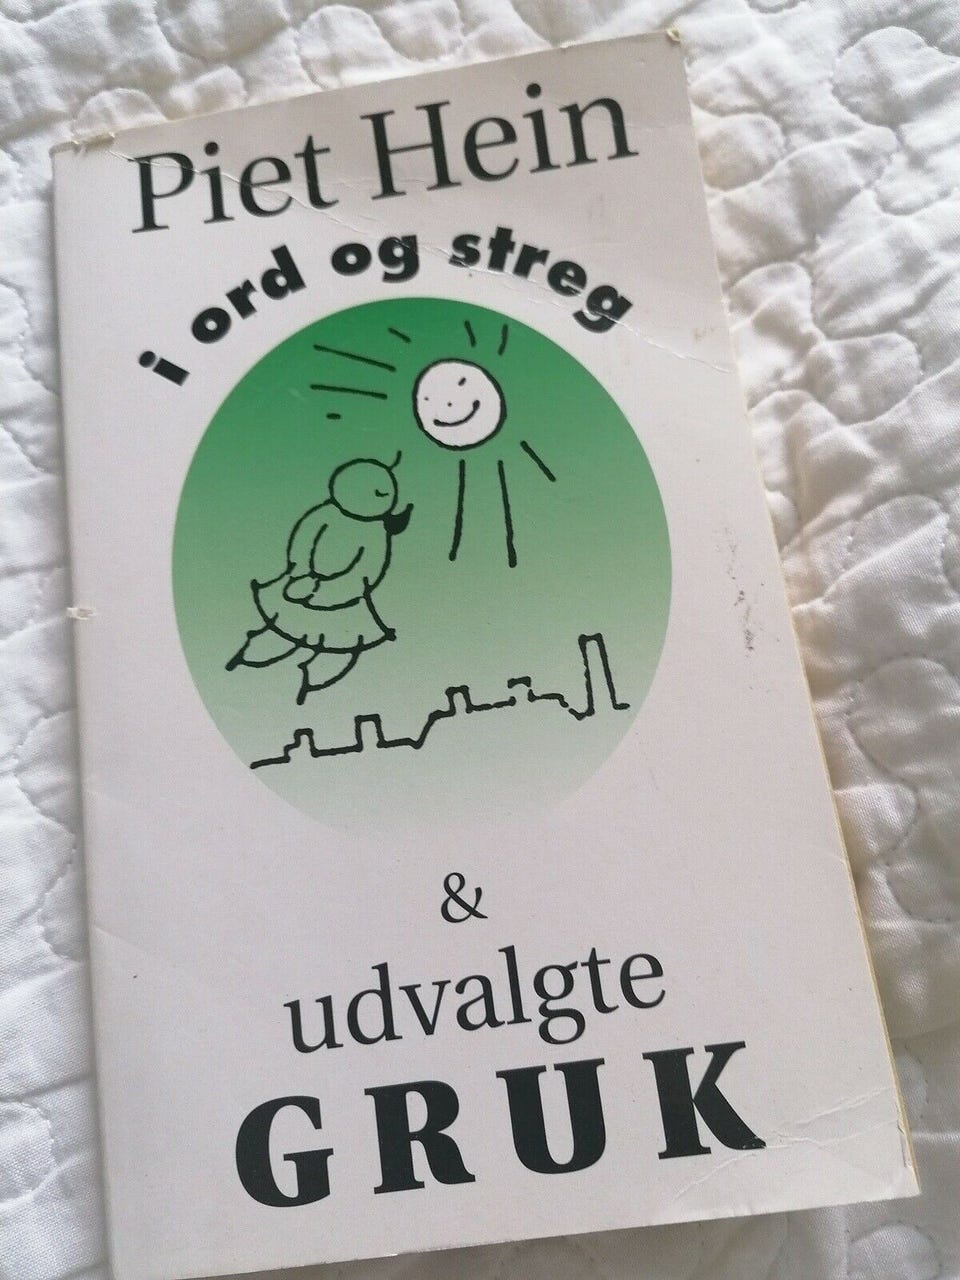 Piet Hein
i ord og streg
&
udvalgte
GRUK